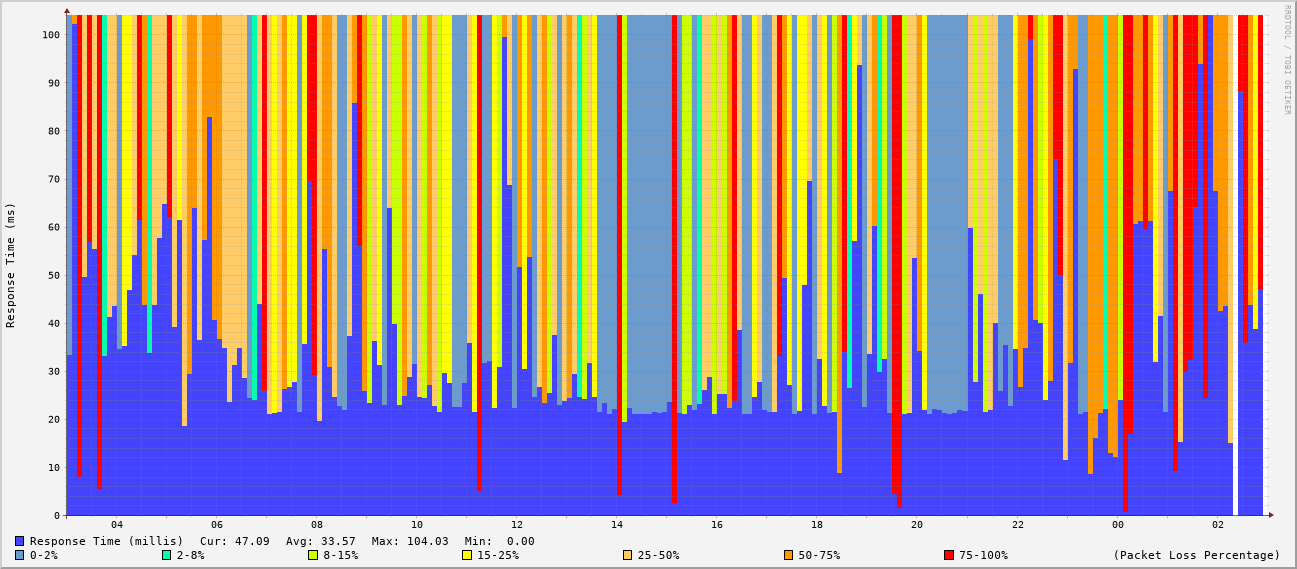 RRDTOOL / TOBI OETIKER
Response Time (ms)
100
90
80
70
60
50
40
30
20
10
0
04 06 08 10 12 14 16 18 20 22 00 02
Response Time (millis) Cur: 47.09 Avg: 33.57 Max: 104.03 Min: 0.00
0-2% 2-8% 8-15% 15-25% 25-50% 50-75% 75-100% (Packet Loss Percentage)